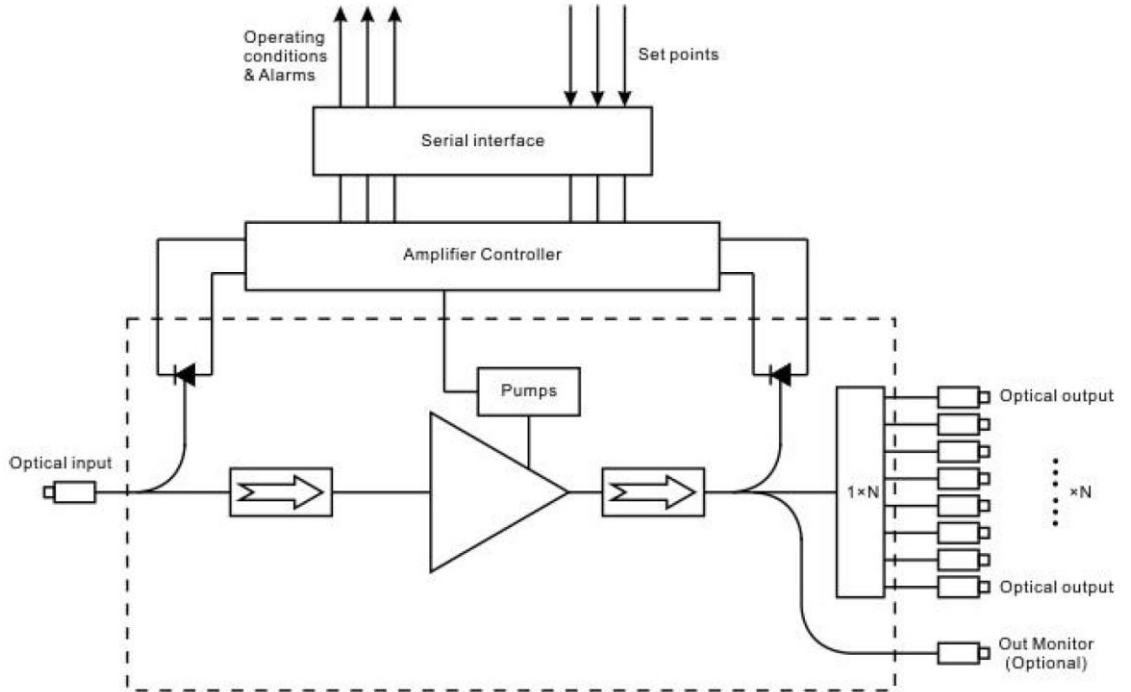 Operating
conditions
& Alarms
Set points
Serial interface
Amplifier Controller
Pumps
Optical input
1×N
Optical output
×N
Optical output
Out Monitor
(Optional)